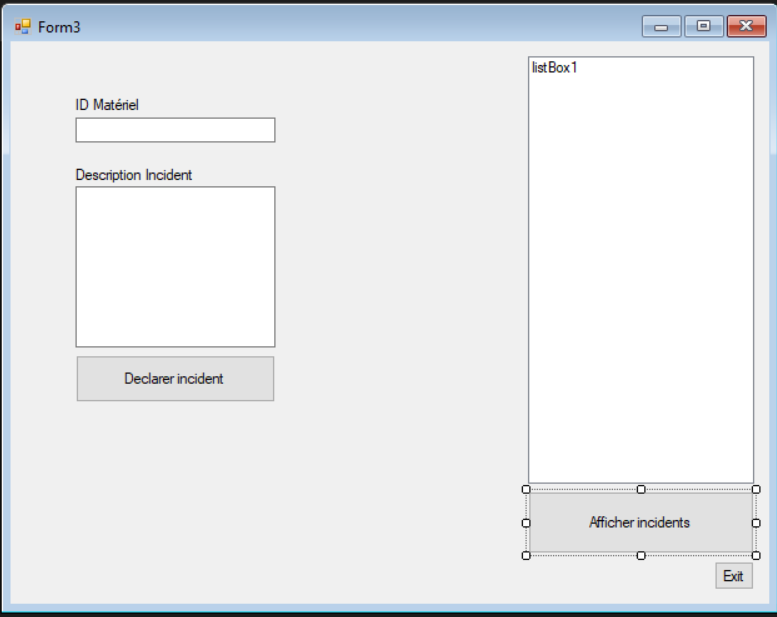 Form3
ID Matériel
Description Incident
Declarer incident
listBox1
Afficher incidents
Exit